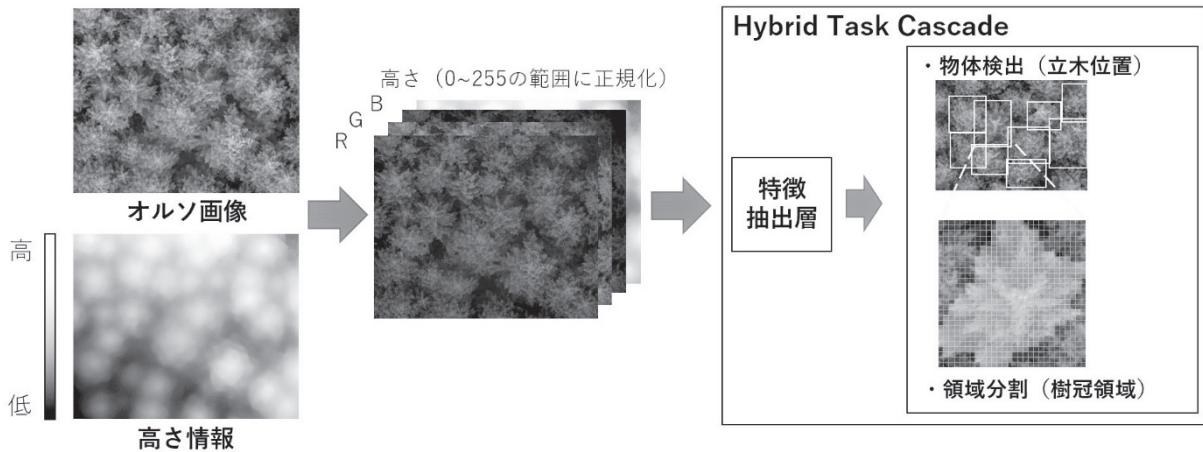 オルソ画像
高
低
高さ情報
高さ（0~255の範囲に正規化）
B
G
R
Hybrid Task Cascade
特徴
抽出層
・物体検出（立木位置）
・領域分割（樹冠領域）